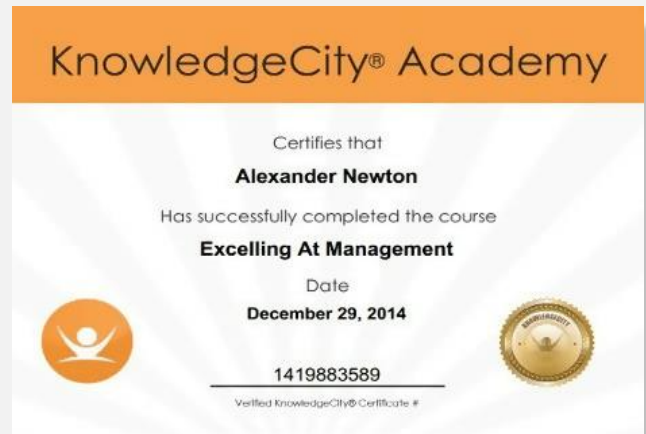 KnowledgeCity® Academy
Certifies that
Alexander Newton
Has successfully completed the course
Excelling At Management
Date
December 29, 2014
KNOWLEDGECITY
1419883589
Verified KnowledgeCity® Certificate #